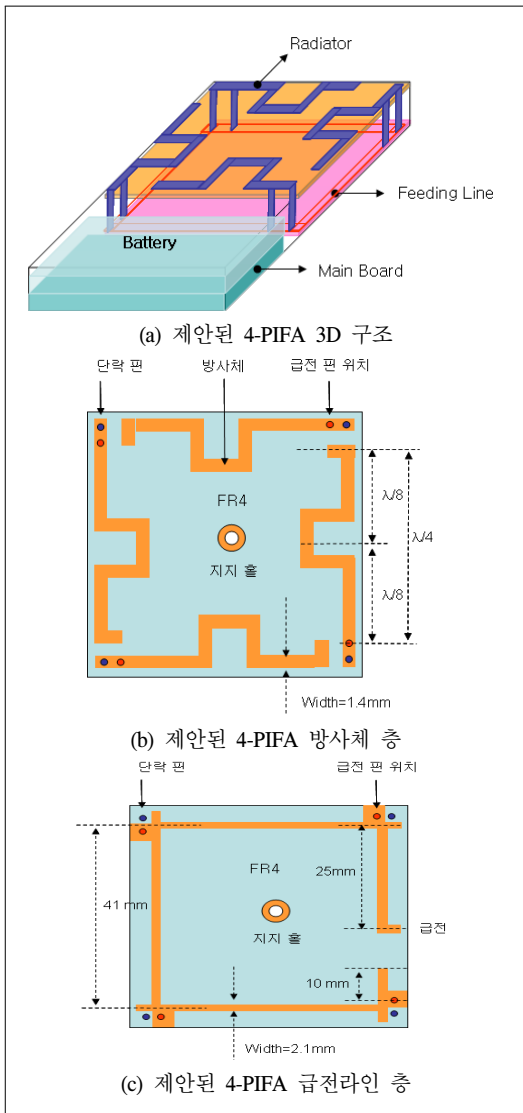 Radiator
Feeding Line
Battery
Main Board
(a) 제안된 4-PIFA 3D 구조
단락 핀 방사체 급전 핀 위치
λ/8
FR4
λ/4
지지 홀
λ/8
Width=1.4mm
(b) 제안된 4-PIFA 방사체 층
단락 핀 급전 핀 위치
FR4
25mm
41 mm
급전
지지 홀
10 mm
Width=2.1mm
(c) 제안된 4-PIFA 급전라인 층